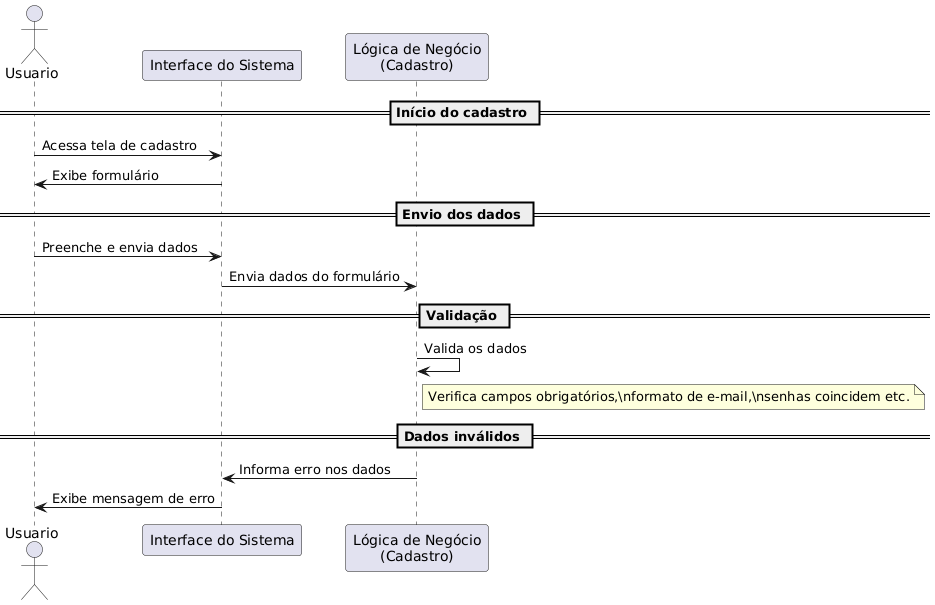 Usuario
Interface do Sistema
Lógica de Negócio
(Cadastro)
Início do cadastro
Acessa tela de cadastro
Exibe formulário
Envio dos dados
Preenche e envia dados
Envia dados do formulário
Validação
Valida os dados
Verifica campos obrigatórios,\nformato de e-mail,\nsenhas coincidem etc.
Dados inválidos
Informa erro nos dados
Exibe mensagem de erro
Usuario
Interface do Sistema
Lógica de Negócio
(Cadastro)